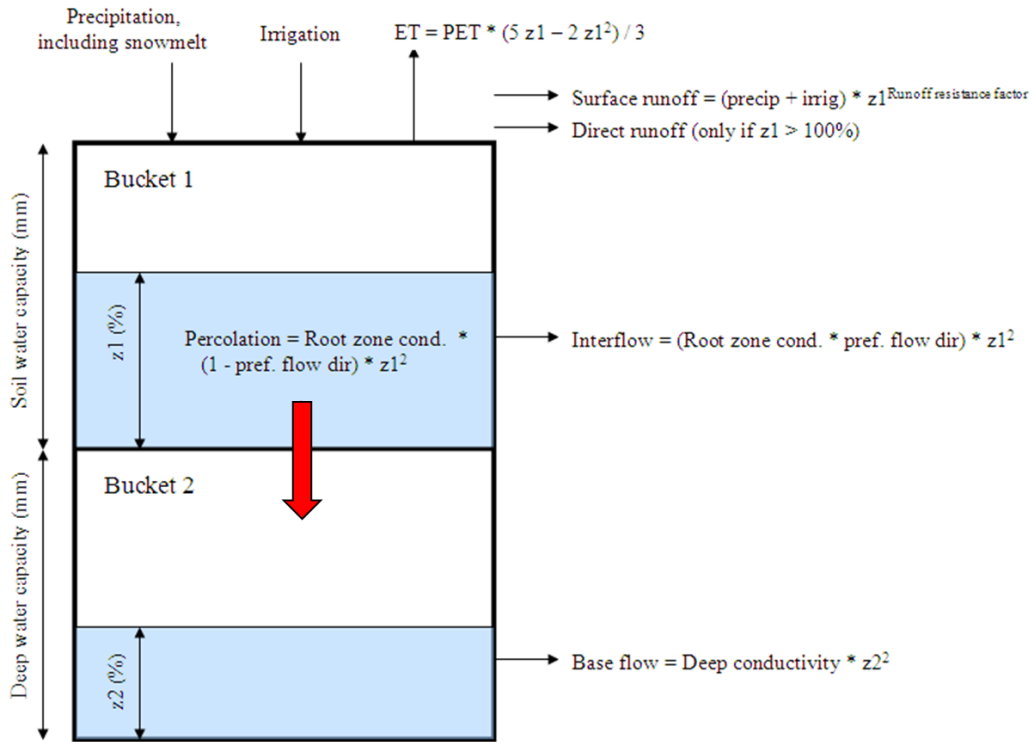 Precipitation,
including snowmelt
Irrigation
ET = PET * (5 z1 – 2 z1²) / 3
Surface runoff = (precip + irrig) * z1^Runoff resistance factor
Direct runoff (only if z1 > 100%)
Soil water capacity (mm)
Bucket 1
z1 (%)
Percolation = Root zone cond. *
(1 - pref. flow dir) * z1²
Interflow = (Root zone cond. * pref. flow dir) * z1²
Deep water capacity (mm)
Bucket 2
z2 (%)
Base flow = Deep conductivity * z2²